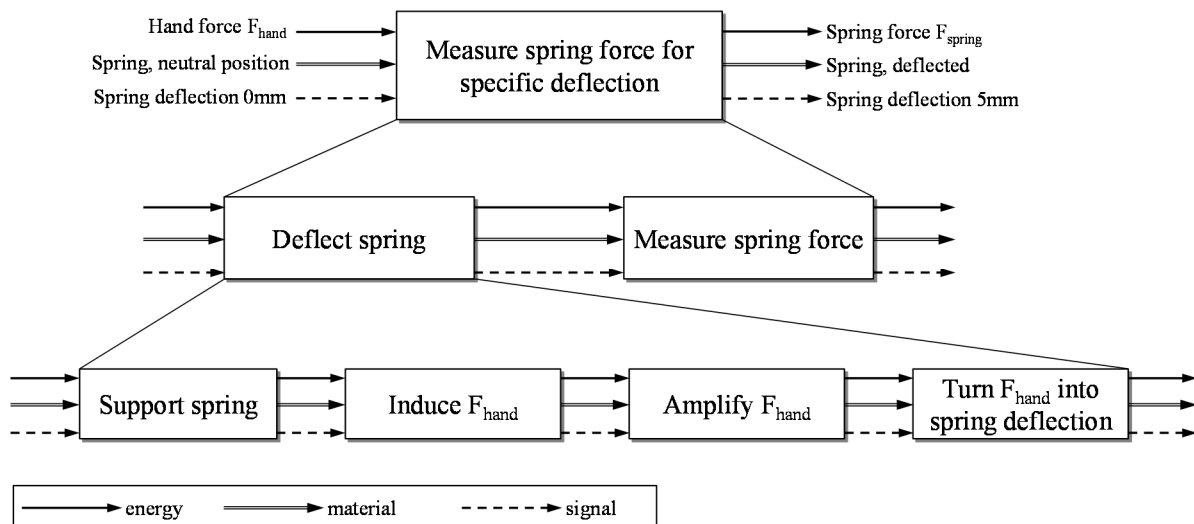 Hand force F_hand
Spring, neutral position
Spring deflection 0mm
Measure spring force for
specific deflection
Spring force F_spring
Spring, deflected
Spring deflection 5mm
Deflect spring
Measure spring force
Support spring
Induce F_hand
Amplify F_hand
Turn F_hand into
spring deflection
energy
material
signal